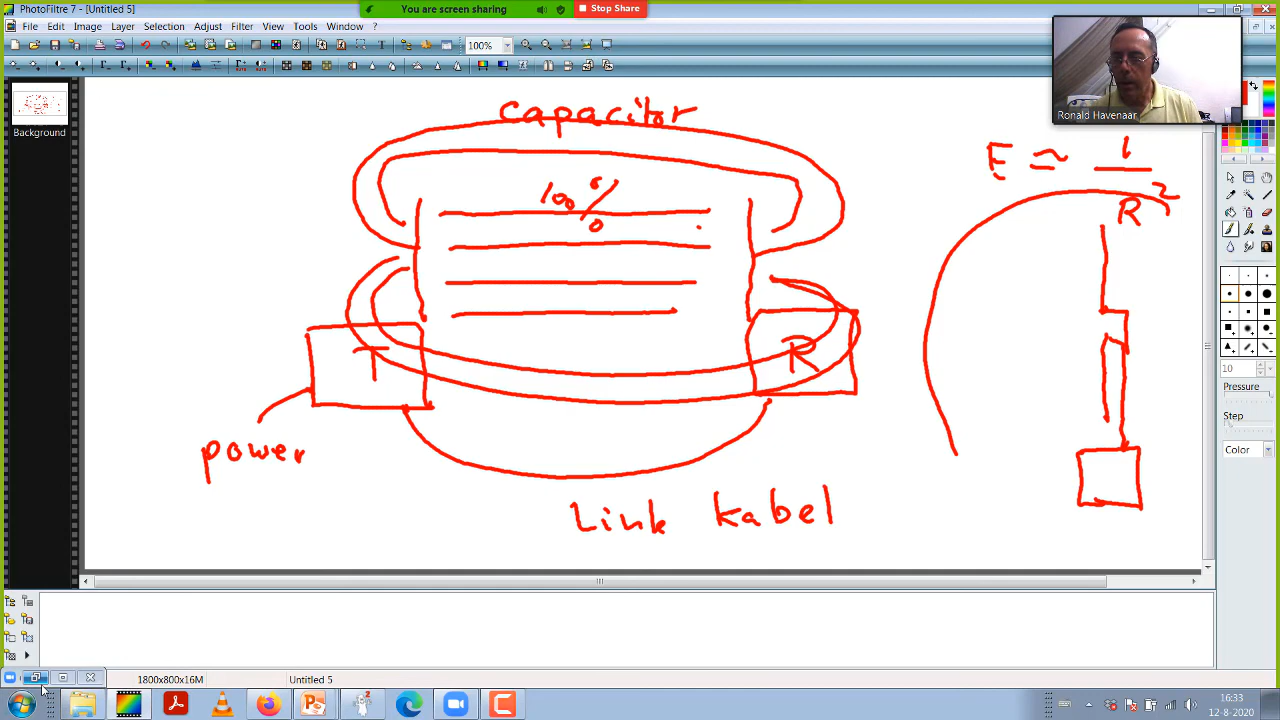 PhotoFiltre 7 - [Untitled 5]
You are screen sharing
Stop Share
File Edit Image Layer Selection Adjust Filter View Tools Window ?
100%
Background
capacitor
100 %
T
R
power
Link kabel
E ≃ 1
R2
Ronald Havenaar
10
Pressure
Step
Color
1800x800x16M
Untitled 5
16:33
12-8-2020